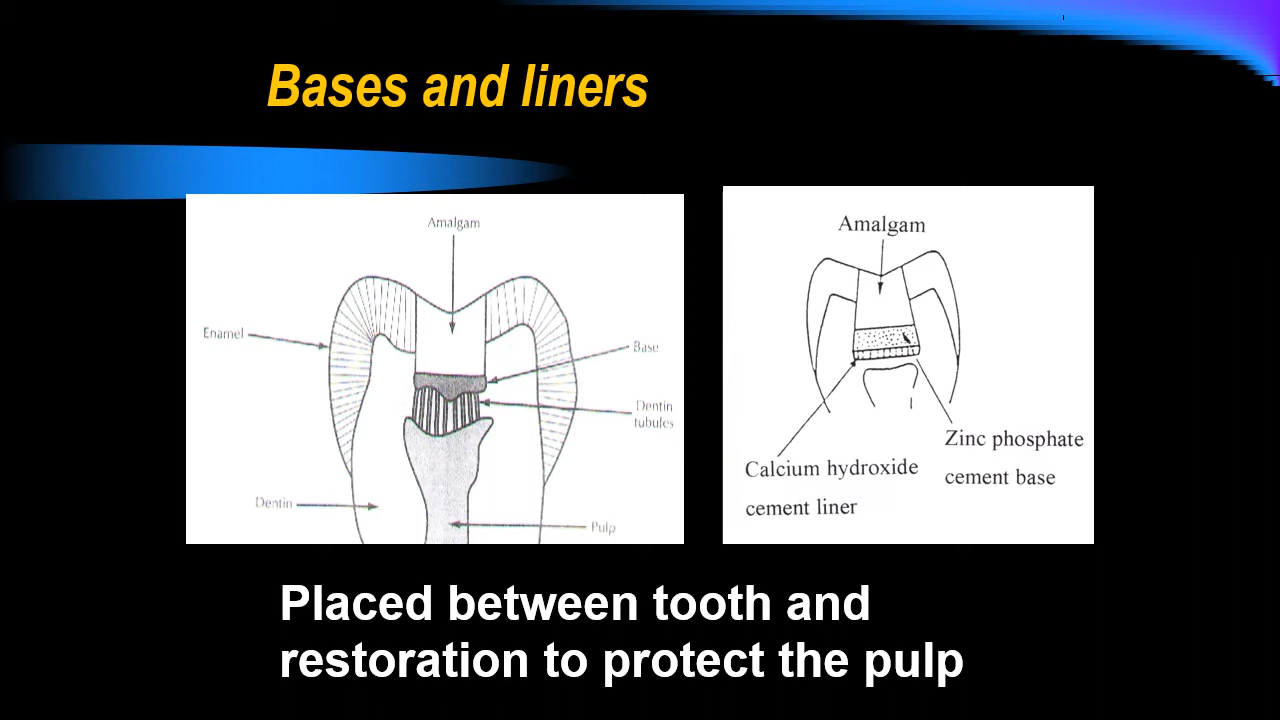 Bases and liners
Amalgam
Enamel
Base
Dentin
tubules
Dentin
Pulp
Amalgam
Calcium hydroxide
cement liner
Zinc phosphate
cement base
Placed between tooth and
restoration to protect the pulp